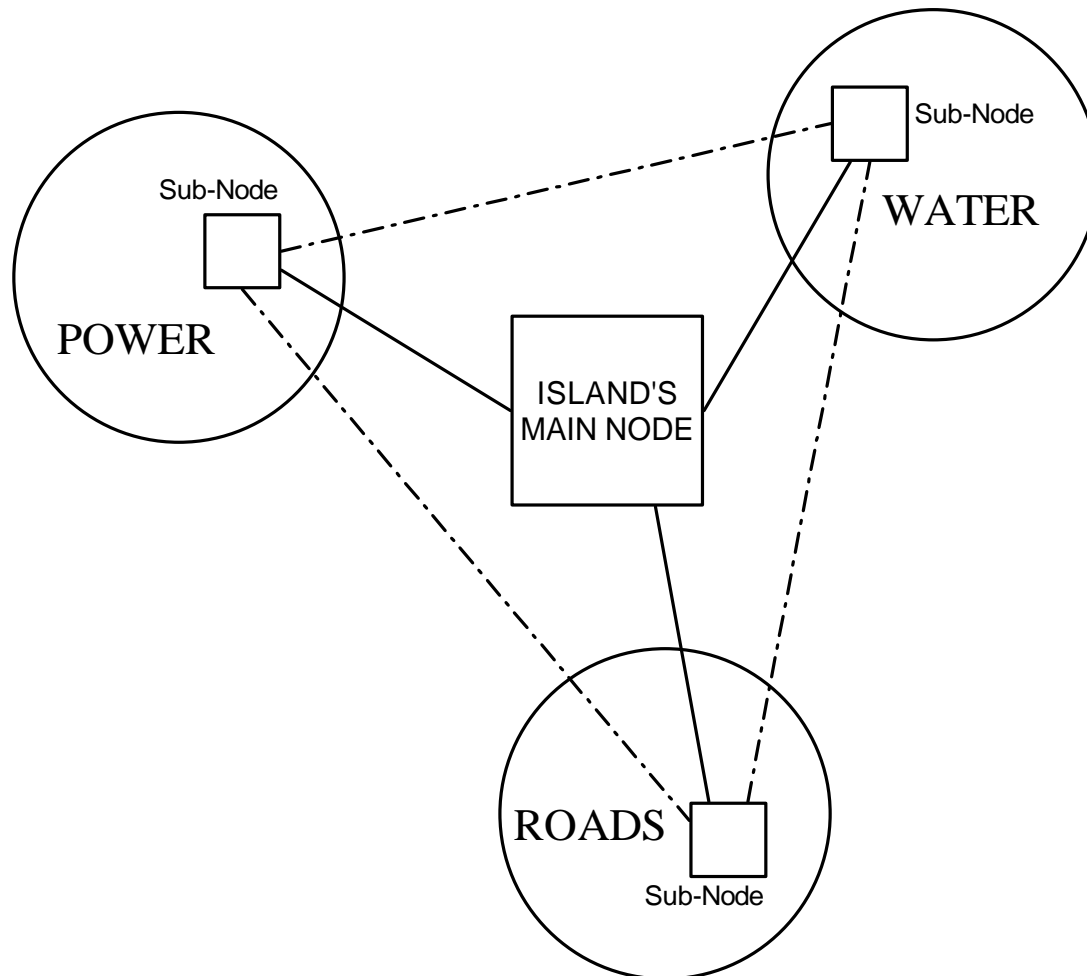 Sub-Node
WATER
Sub-Node
POWER
ISLAND'S
MAIN NODE
ROADS
Sub-Node